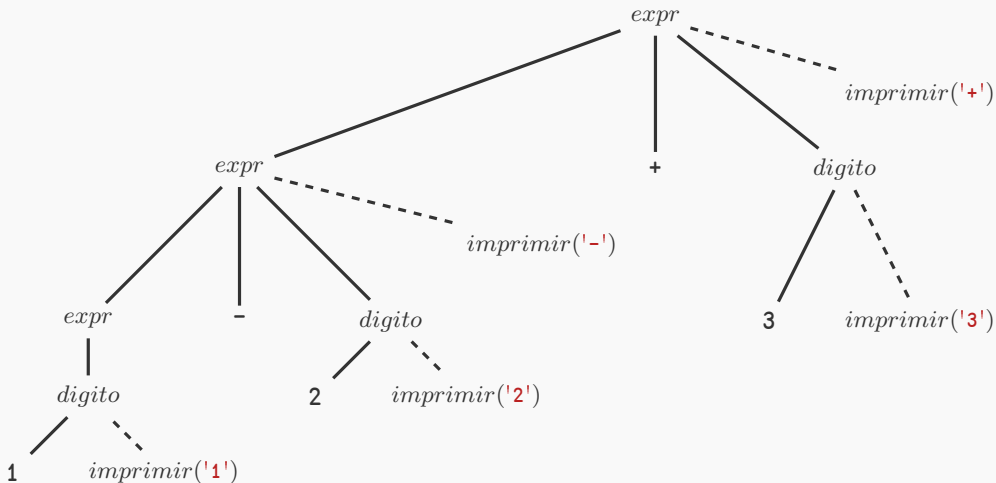 expr
imprimir('+')
expr + digito
imprimir('-')
expr - digito 3 imprimir('3')
digito 2 imprimir('2')
1 imprimir('1')